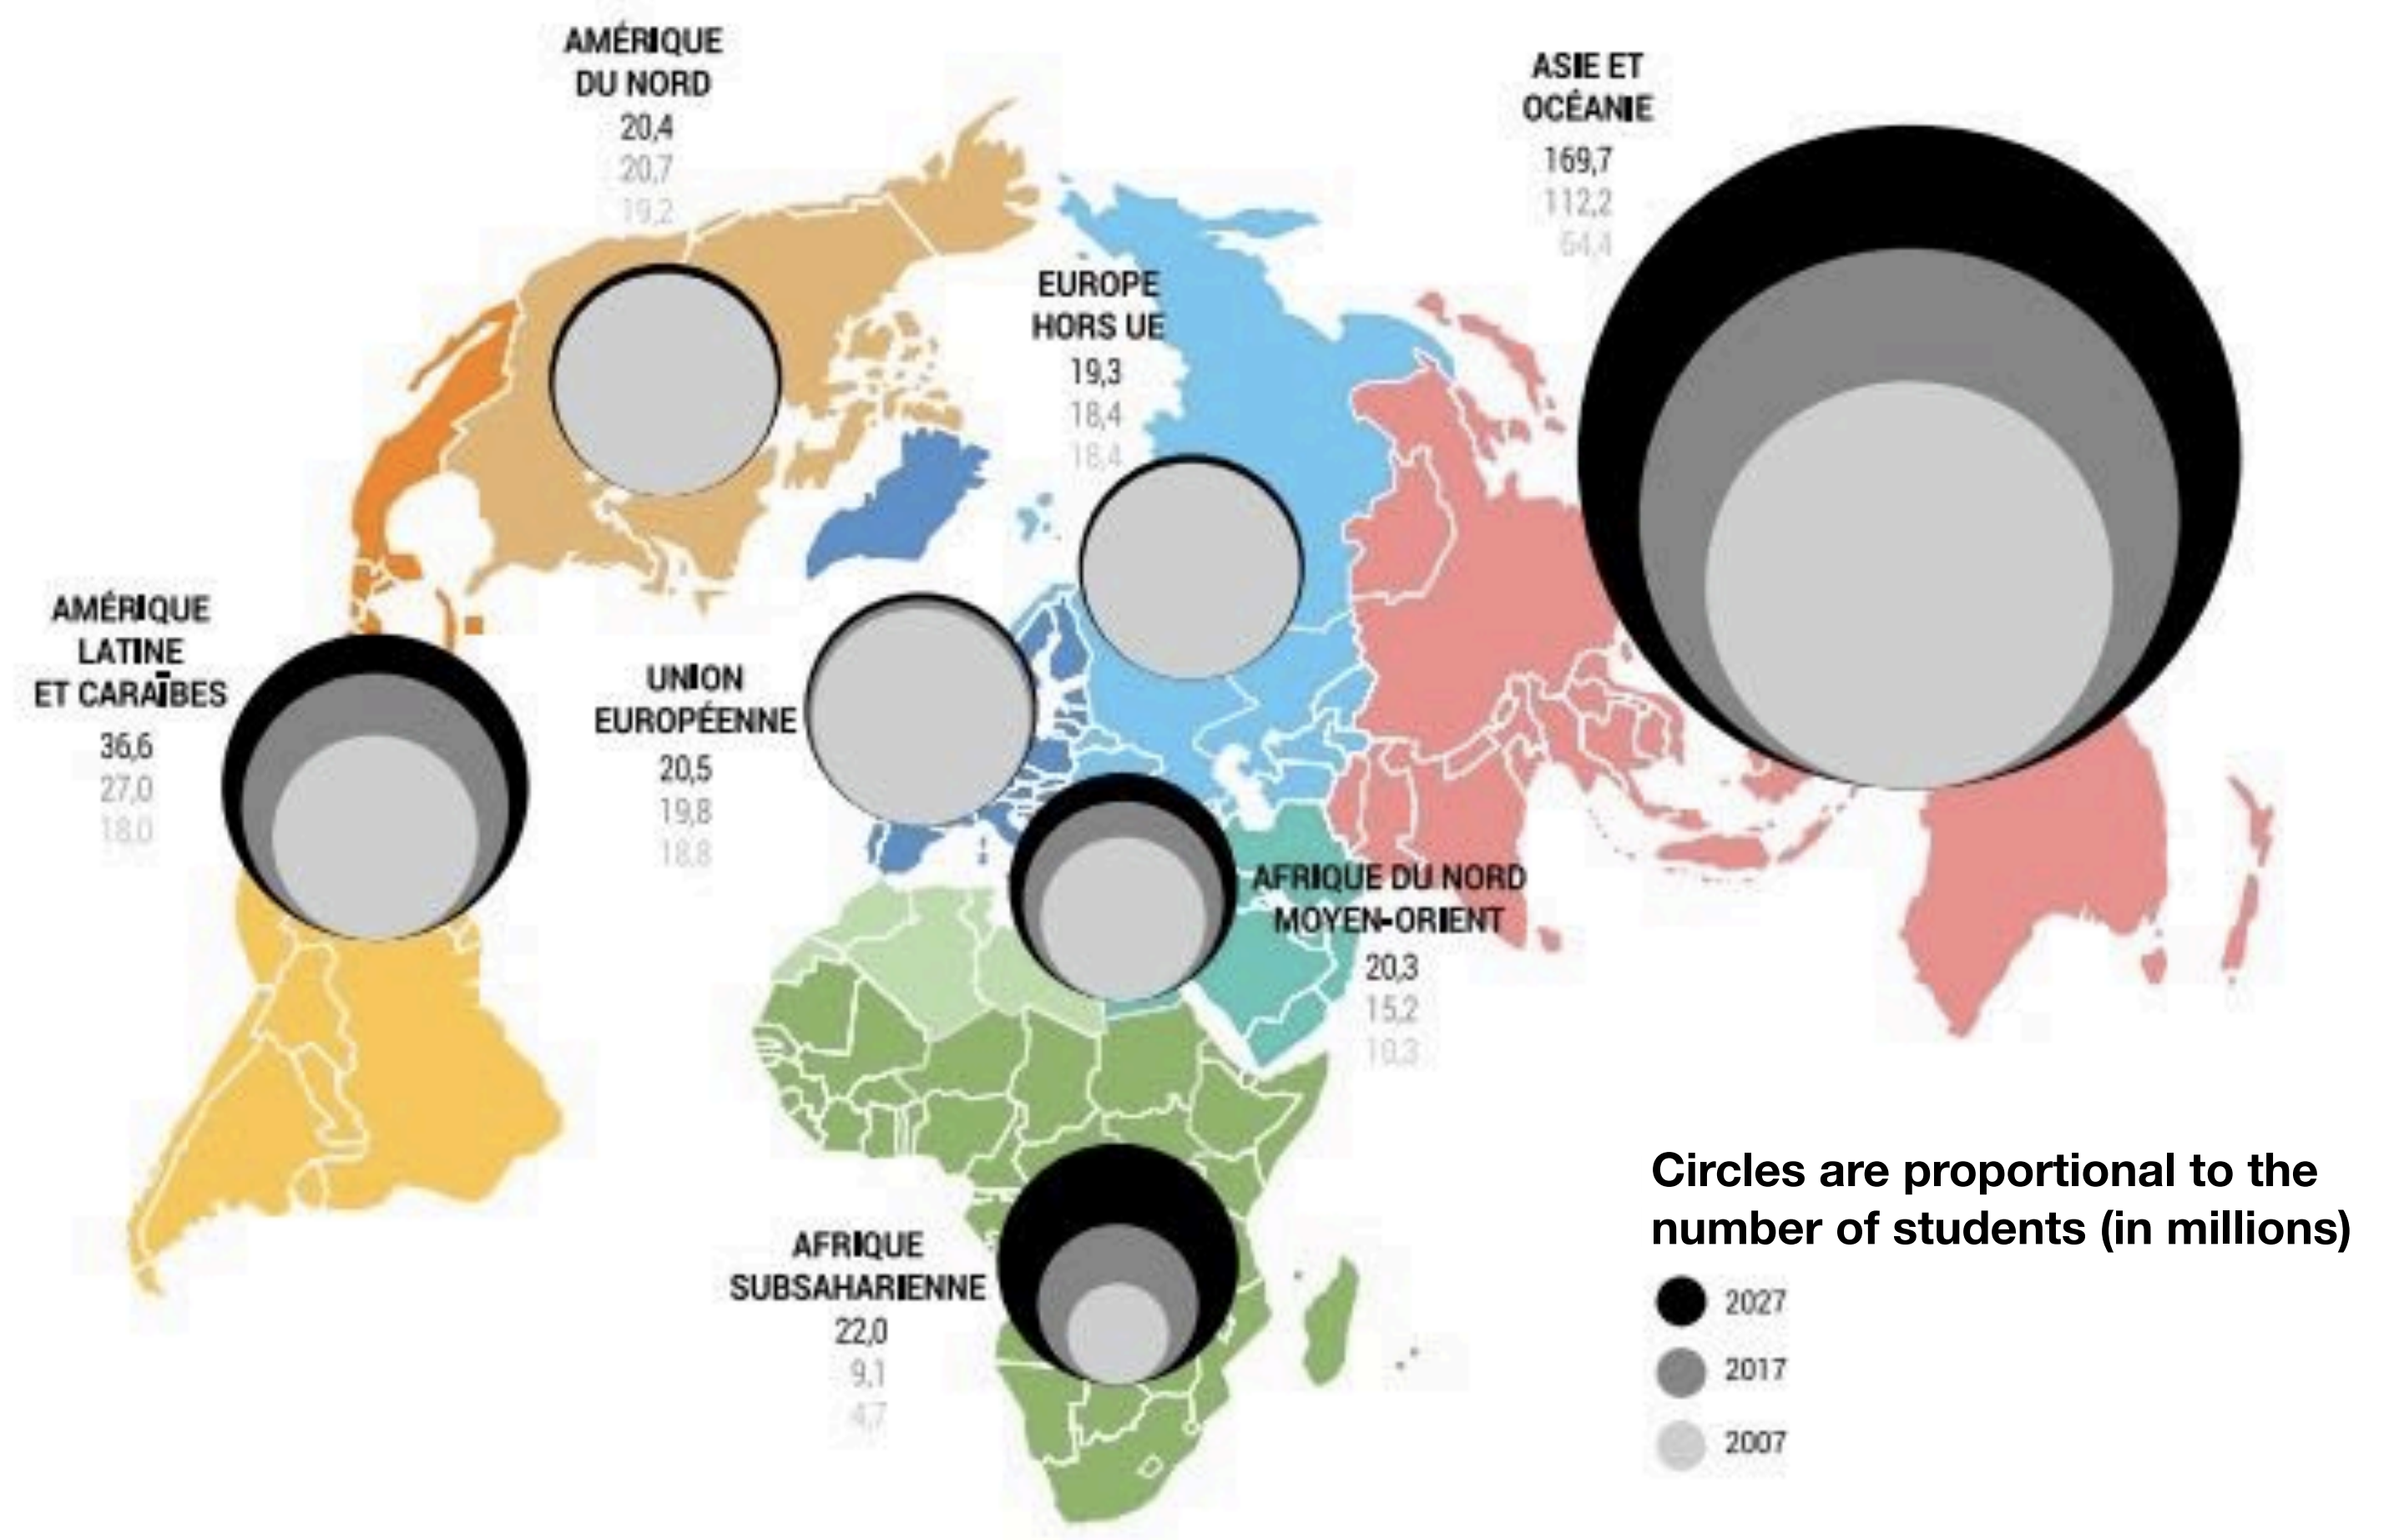 AMÉRIQUE
DU NORD
20,4
20,7
19,2
ASIE ET
OCÉANIE
169,7
112,2
64,4
EUROPE
HORS UE
19,3
18,4
18,4
AMÉRIQUE
LATINE
ET CARAÏBES
36,6
27,0
18,0
UNION
EUROPÉENNE
20,5
19,8
18,8
AFRIQUE DU NORD
MOYEN-ORIENT
20,3
15,2
10,3
AFRIQUE
SUBSAHARIENNE
22,0
9,1
4,7
Circles are proportional to the
number of students (in millions)
2027
2017
2007